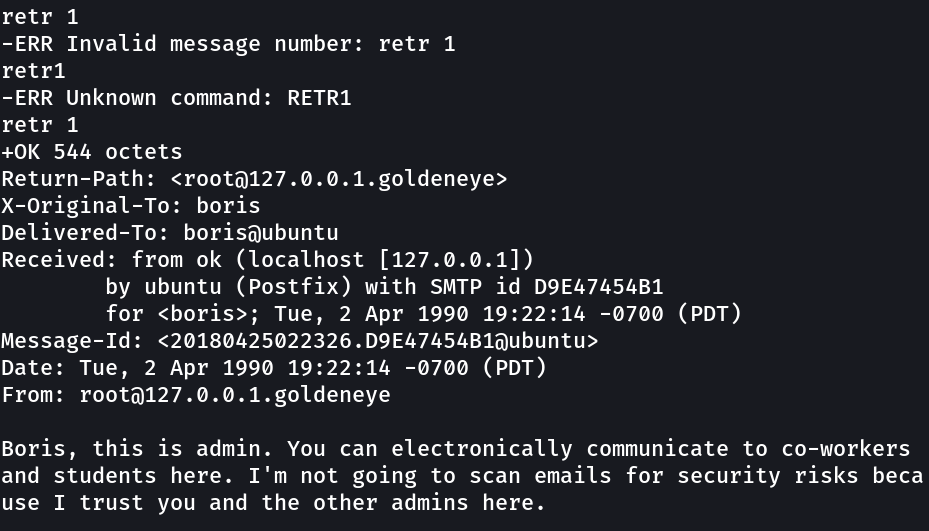 retr 1
-ERR Invalid message number: retr 1
retr1
-ERR Unknown command: RETR1
retr 1
+OK 544 octets
Return-Path: <root@127.0.0.1.goldeneye>
X-Original-To: boris
Delivered-To: boris@ubuntu
Received: from ok (localhost [127.0.0.1])
        by ubuntu (Postfix) with SMTP id D9E47454B1
        for <boris>; Tue, 2 Apr 1990 19:22:14 -0700 (PDT)
Message-Id: <20180425022326.D9E47454B1@ubuntu>
Date: Tue, 2 Apr 1990 19:22:14 -0700 (PDT)
From: root@127.0.0.1.goldeneye

Boris, this is admin. You can electronically communicate to co-workers
and students here. I'm not going to scan emails for security risks beca
use I trust you and the other admins here.